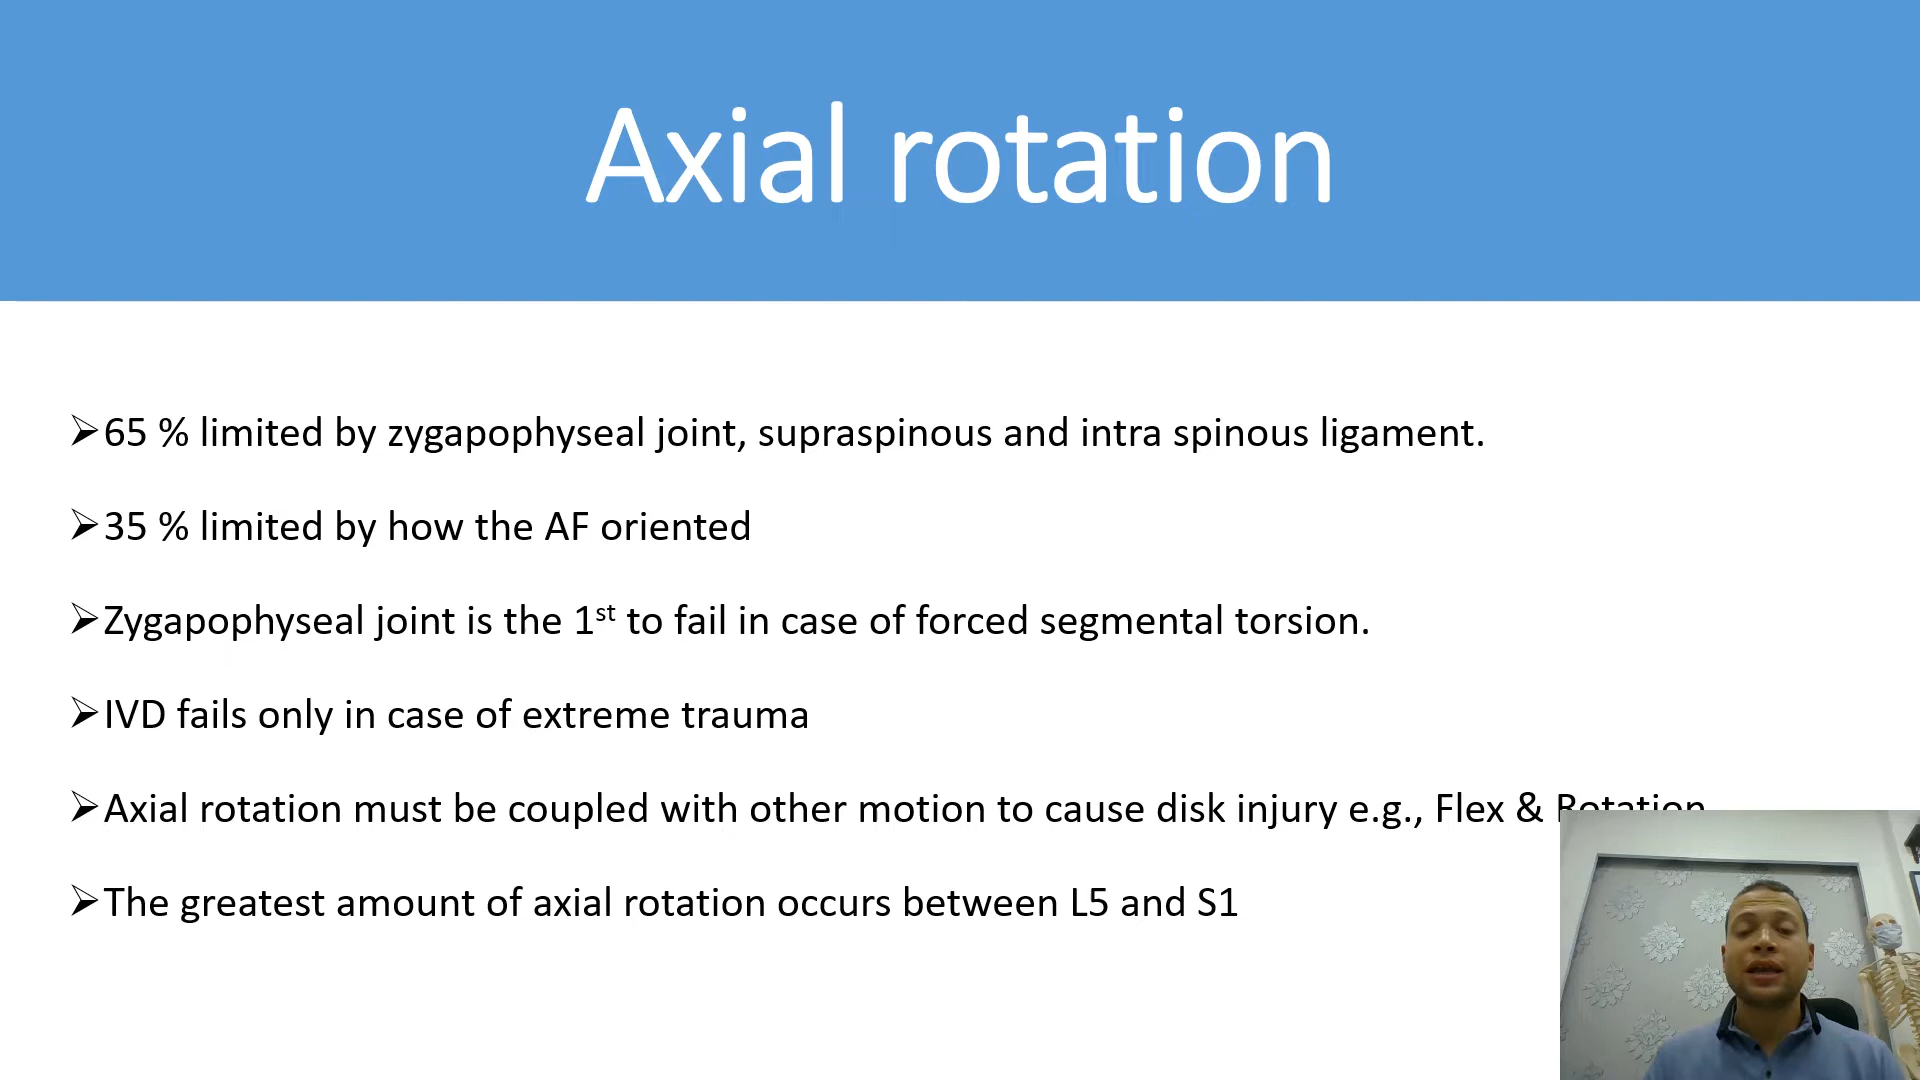 Axial rotation
➢65 % limited by zygapophyseal joint, supraspinous and intra spinous ligament.
➢35 % limited by how the AF oriented
➢Zygapophyseal joint is the 1st to fail in case of forced segmental torsion.
➢IVD fails only in case of extreme trauma
➢Axial rotation must be coupled with other motion to cause disk injury e.g., Flex & Rotation
➢The greatest amount of axial rotation occurs between L5 and S1